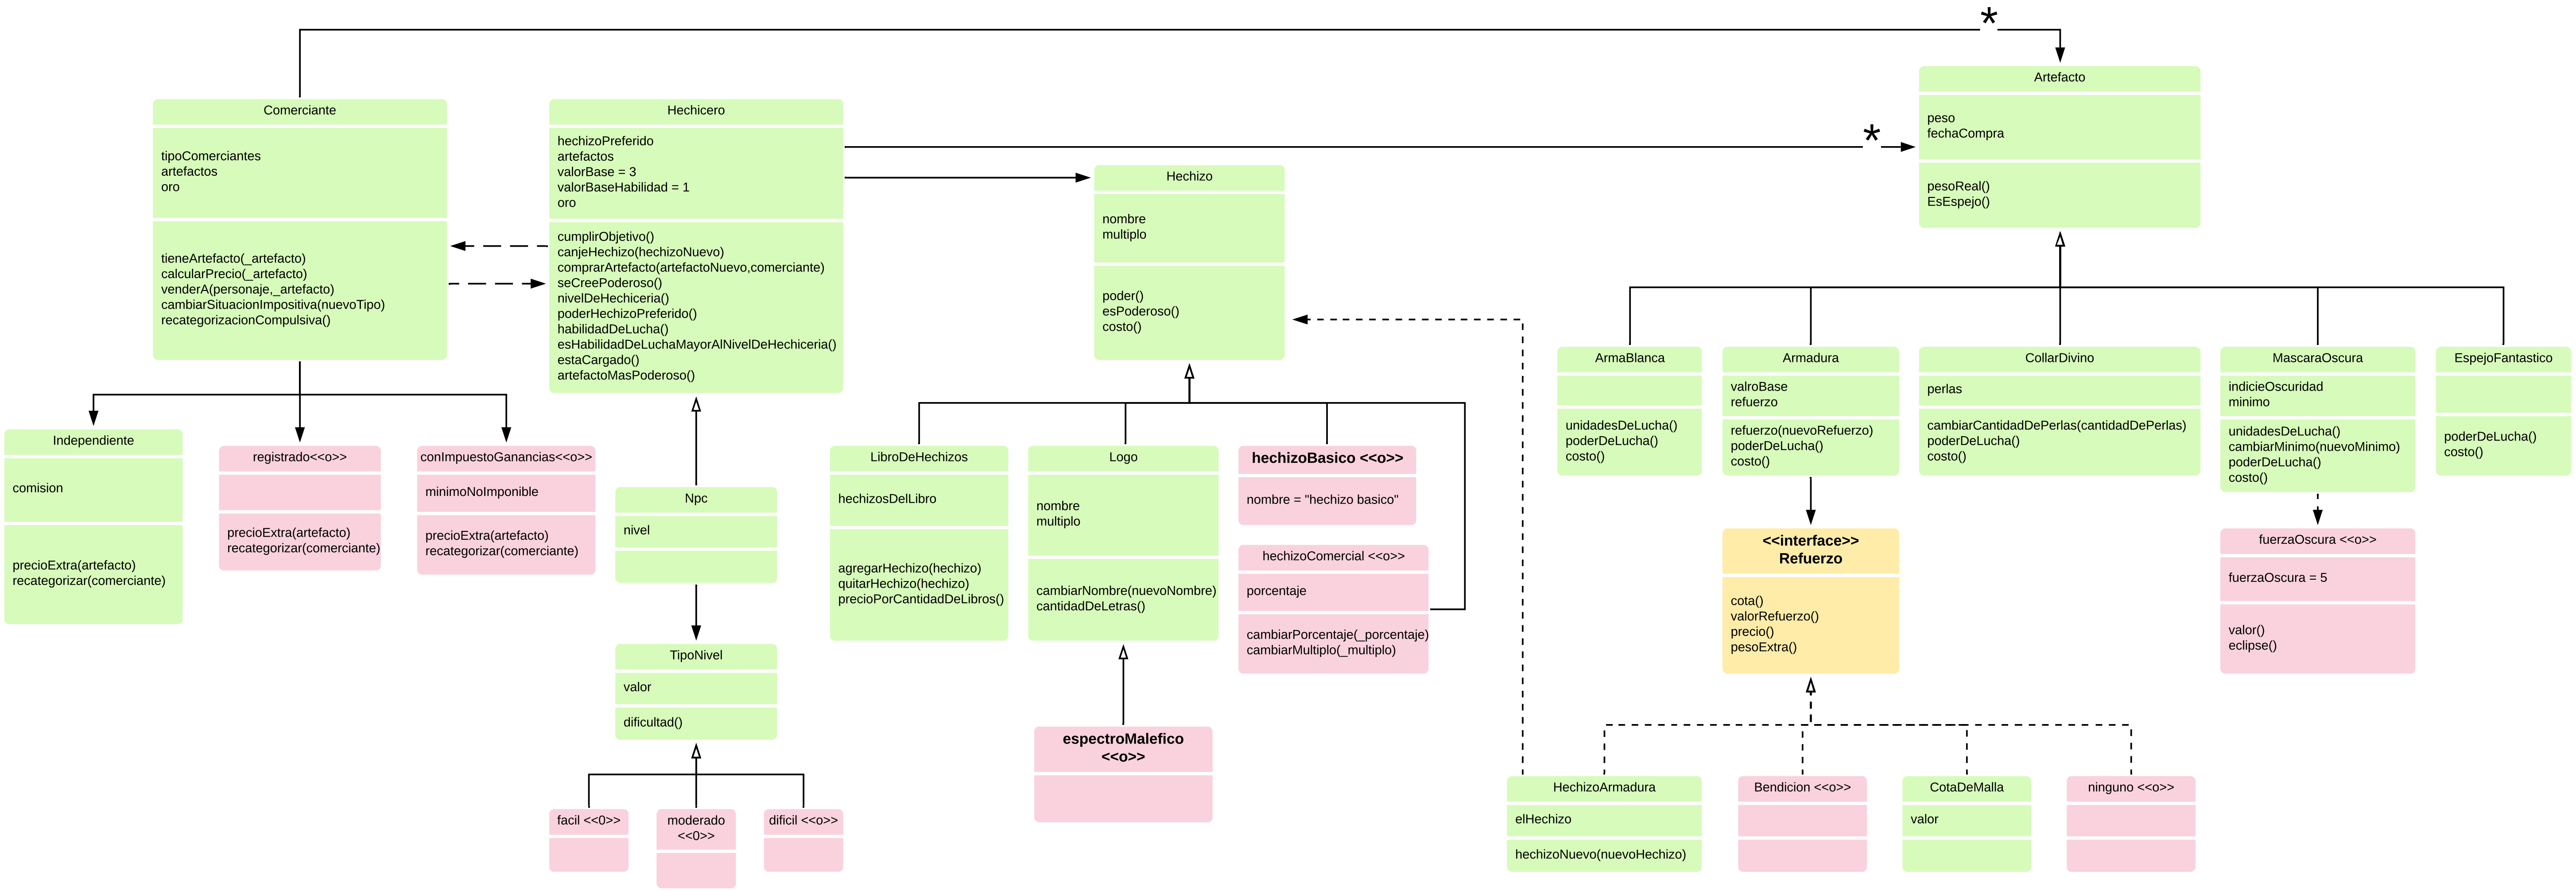 *
Artefacto
peso
fechaCompra
pesoReal()
EsEspejo()
Comerciante
tipoComerciantes
artefactos
oro
tieneArtefacto(_artefacto)
calcularPrecio(_artefacto)
venderA(personaje,_artefacto)
cambiarSituacionImpositiva(nuevoTipo)
recategorizacionCompulsiva()
Hechicero
hechizoPreferido
artefactos
valorBase = 3
valorBaseHabilidad = 1
oro
cumplirObjetivo()
canjeHechizo(hechizoNuevo)
comprarArtefacto(artefactoNuevo,comerciante)
seCreePoderoso()
nivelDeHechiceria()
poderHechizoPreferido()
habilidadDeLucha()
esHabilidadDeLuchaMayorAlNivelDeHechiceria()
estaCargado()
artefactoMasPoderoso()
*
Hechizo
nombre
multiplo
poder()
esPoderoso()
costo()
ArmaBlanca
unidadesDeLucha()
poderDeLucha()
costo()
Armadura
valroBase
refuerzo
refuerzo(nuevoRefuerzo)
poderDeLucha()
costo()
CollarDivino
perlas
cambiarCantidadDePerlas(cantidadDePerlas)
poderDeLucha()
costo()
MascaraOscura
indicieOscuridad
minimo
unidadesDeLucha()
cambiarMinimo(nuevoMinimo)
poderDeLucha()
costo()
EspejoFantastico
poderDeLucha()
costo()
Independiente
comision
precioExtra(artefacto)
recategorizar(comerciante)
registrado<<o>>
precioExtra(artefacto)
recategorizar(comerciante)
conImpuestoGanancias<<o>>
minimoNoImponible
precioExtra(artefacto)
recategorizar(comerciante)
Npc
nivel
TipoNivel
valor
dificultad()
facil <<0>>
moderado
<<0>>
dificil <<o>>
LibroDeHechizos
hechizosDelLibro
agregarHechizo(hechizo)
quitarHechizo(hechizo)
precioPorCantidadDeLibros()
Logo
nombre
multiplo
cambiarNombre(nuevoNombre)
cantidadDeLetras()
hechizoBasico <<o>>
nombre = "hechizo basico"
hechizoComercial <<o>>
porcentaje
cambiarPorcentaje(_porcentaje)
cambiarMultiplo(_multiplo)
espectroMalefico
<<o>>
<<interface>>
Refuerzo
cota()
valorRefuerzo()
precio()
pesoExtra()
fuerzaOscura <<o>>
fuerzaOscura = 5
valor()
eclipse()
HechizoArmadura
elHechizo
hechizoNuevo(nuevoHechizo)
Bendicion <<o>>
CotaDeMalla
valor
ninguno <<o>>